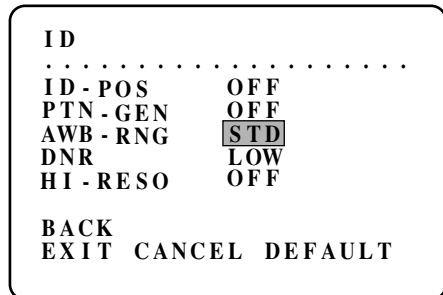 ID
. . . . . . . . . . . . . . . . . . . .
ID-POS OFF
PTN-GEN OFF
AWB-RNG STD
DNR LOW
HI-RESO OFF
BACK
EXIT CANCEL DEFAULT